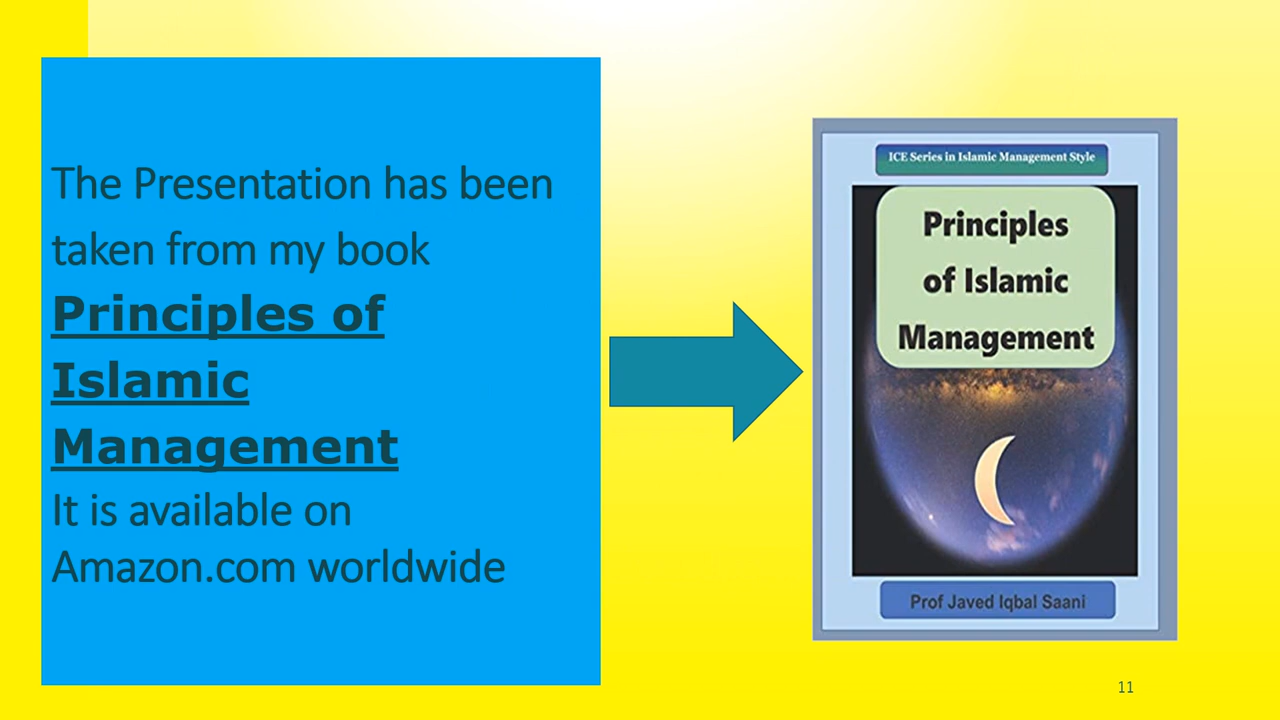 The Presentation has been
taken from my book
Principles of
Islamic
Management
It is available on
Amazon.com worldwide
ICE Series in Islamic Management Style
Principles
of Islamic
Management
Prof Javed Iqbal Saani
11